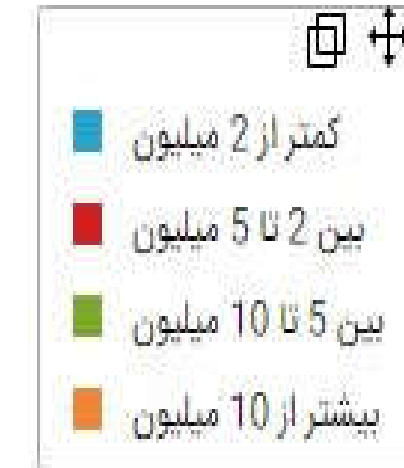 کمتر از 2 میلیون
بین 2 تا 5 میلیون
بین 5 تا 10 میلیون
بیشتر از 10 میلیون